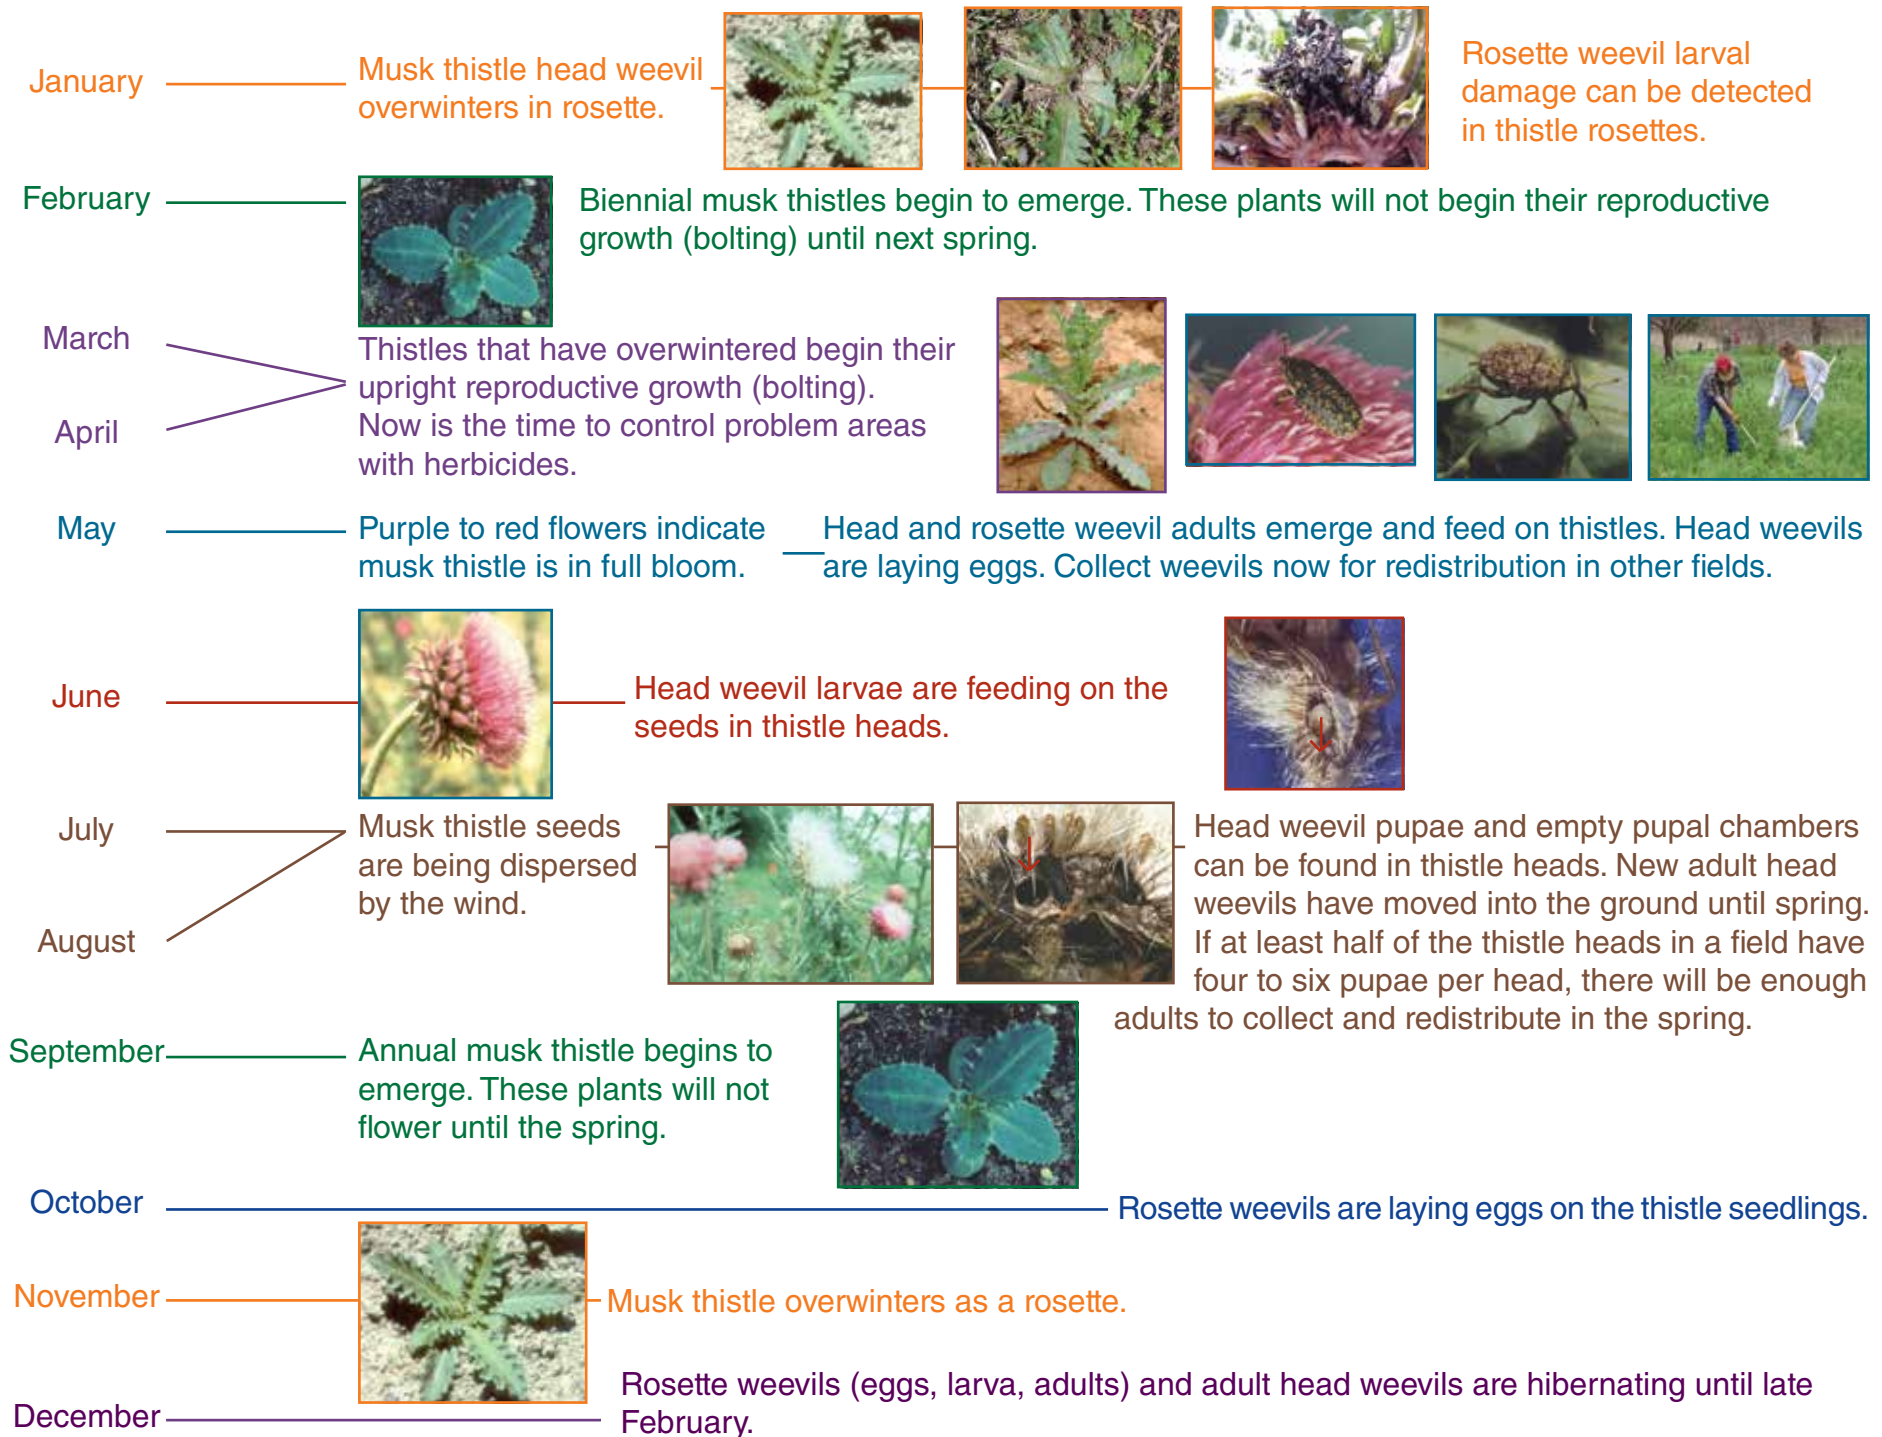 January
Musk thistle head weevil
overwinters in rosette.
Rosette weevil larval
damage can be detected
in thistle rosettes.
February
Biennial musk thistles begin to emerge. These plants will not begin their reproductive
growth (bolting) until next spring.
March
April
Thistles that have overwintered begin their
upright reproductive growth (bolting).
Now is the time to control problem areas
with herbicides.
May
Purple to red flowers indicate
musk thistle is in full bloom.
Head and rosette weevil adults emerge and feed on thistles. Head weevils
are laying eggs. Collect weevils now for redistribution in other fields.
June
Head weevil larvae are feeding on the
seeds in thistle heads.
July
August
Musk thistle seeds
are being dispersed
by the wind.
Head weevil pupae and empty pupal chambers
can be found in thistle heads. New adult head
weevils have moved into the ground until spring.
If at least half of the thistle heads in a field have
four to six pupae per head, there will be enough
adults to collect and redistribute in the spring.
September
Annual musk thistle begins to
emerge. These plants will not
flower until the spring.
October
Rosette weevils are laying eggs on the thistle seedlings.
November
Musk thistle overwinters as a rosette.
December
Rosette weevils (eggs, larva, adults) and adult head weevils are hibernating until late
February.